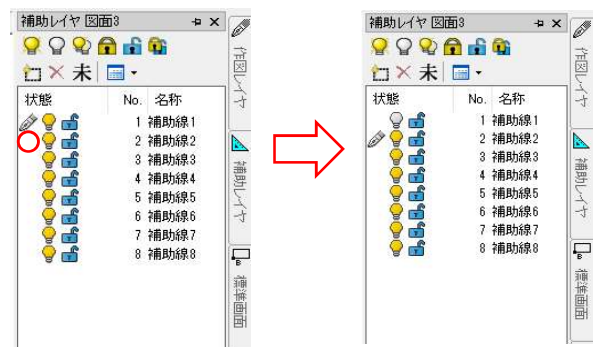 補助レイヤ 図面3
未
状態 No. 名称
1 補助線1
2 補助線2
3 補助線3
4 補助線4
5 補助線5
6 補助線6
7 補助線7
8 補助線8
作図レイヤ
補助レイヤ
標準画面
補助レイヤ 図面3
未
状態 No. 名称
1 補助線1
2 補助線2
3 補助線3
4 補助線4
5 補助線5
6 補助線6
7 補助線7
8 補助線8
作図レイヤ
補助レイヤ
標準画面